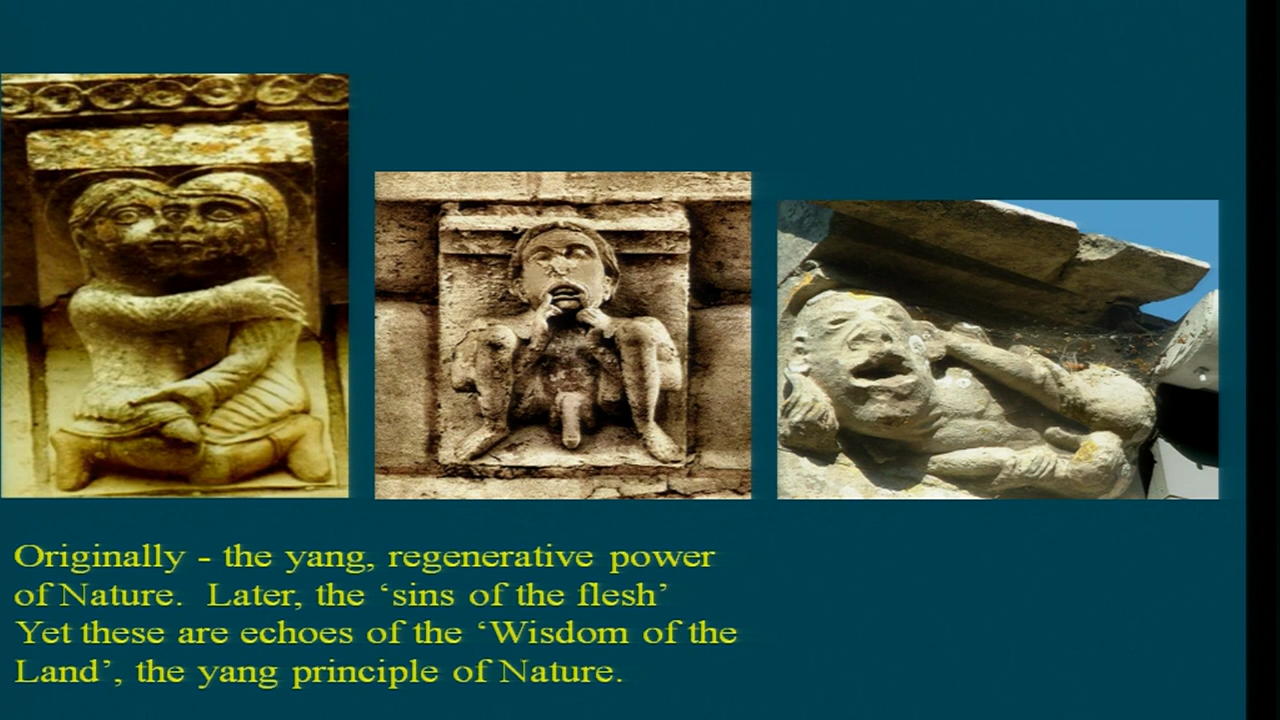 Originally - the yang, regenerative power
of Nature.  Later, the ‘sins of the flesh’
Yet these are echoes of the ‘Wisdom of the
Land’, the yang principle of Nature.